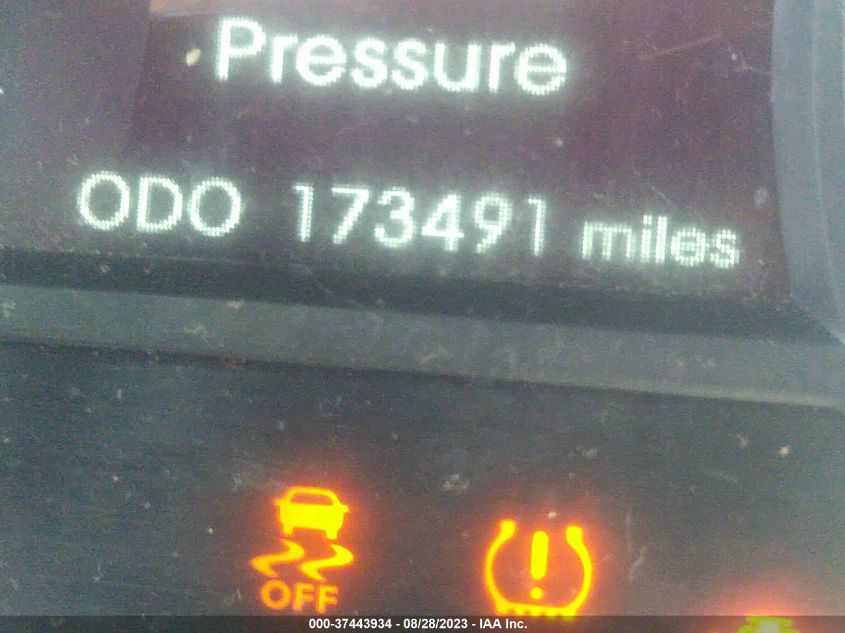 Pressure
ODO 173491 miles
OFF
000-37443934 - 08/28/2023 - IAA Inc.